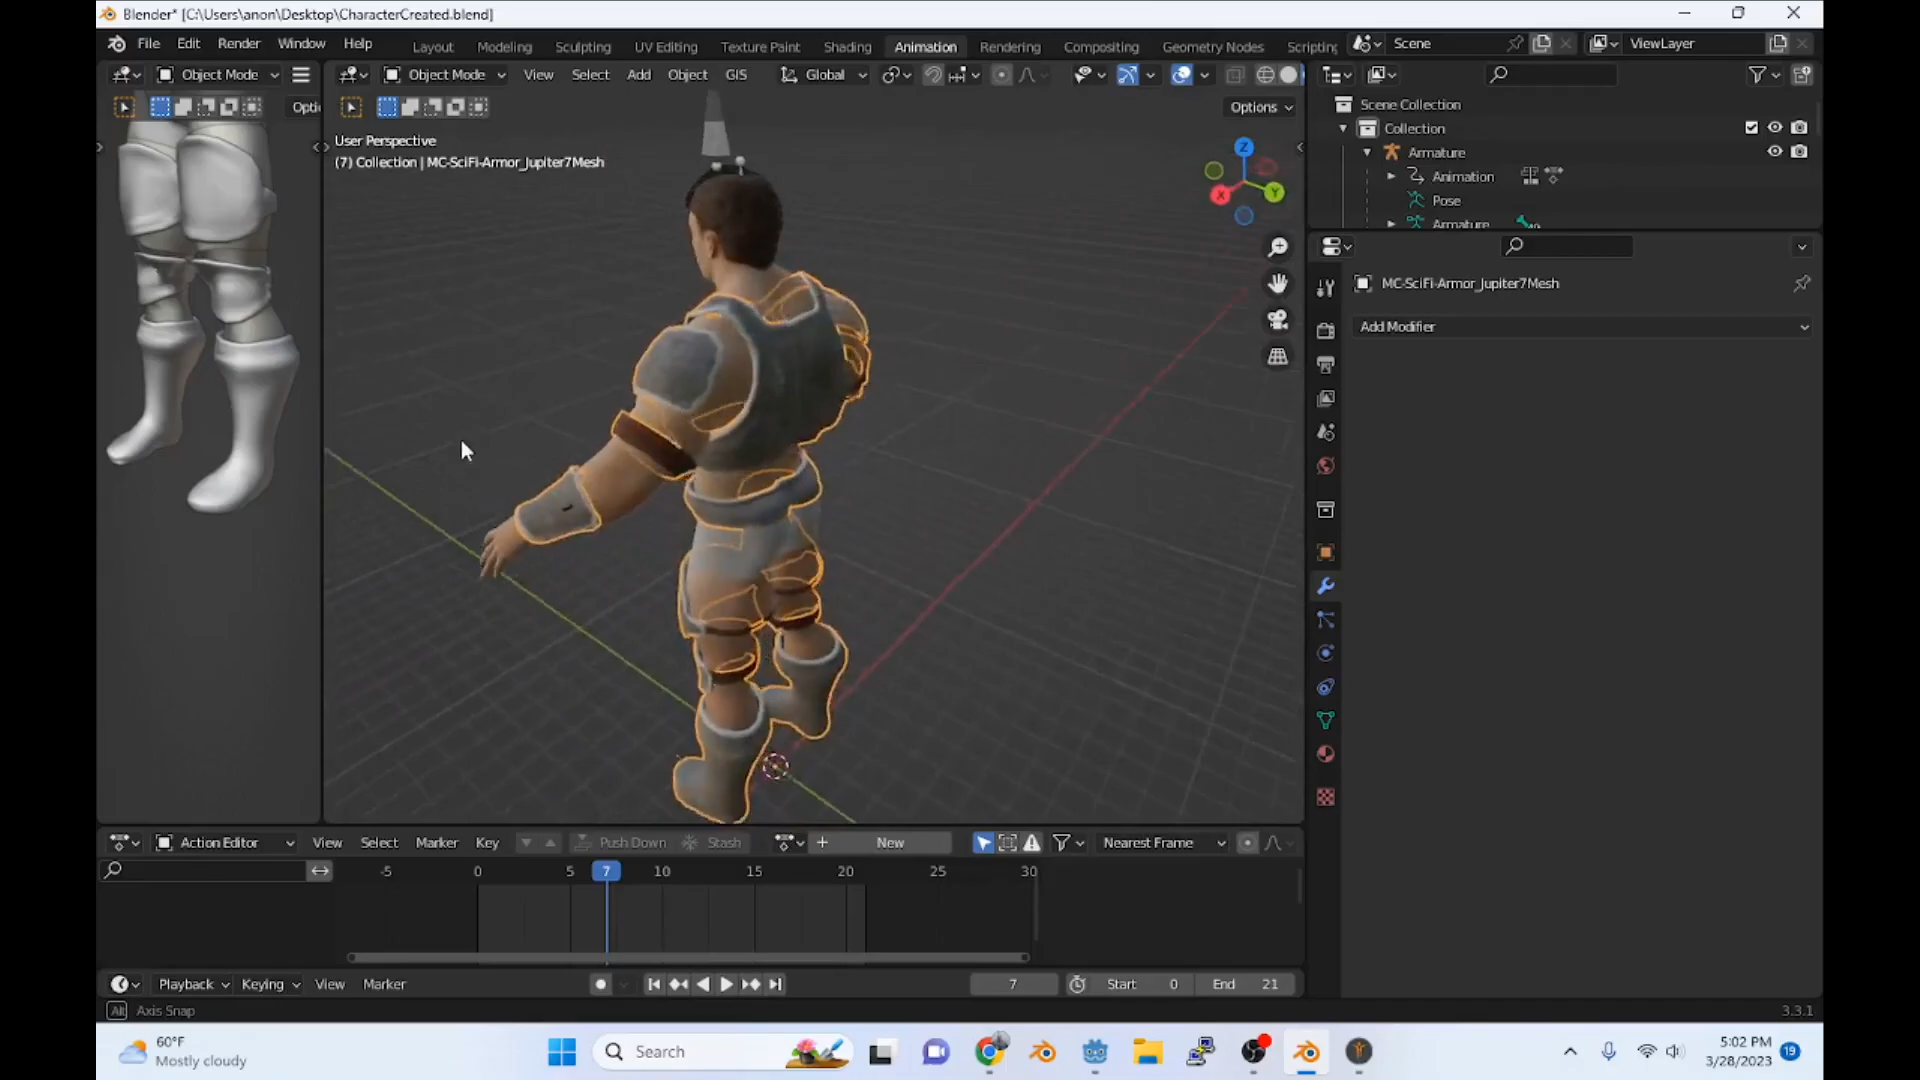 Blender* [C:\Users\anon\Desktop\CharacterCreated.blend]
File Edit Render Window Help Layout Modeling Sculpting UV Editing Texture Paint Shading Animation Rendering Compositing Geometry Nodes Scripting Scene ViewLayer
Object Mode Object Mode View Select Add Object GIS Global
Opti Options
User Perspective
(7) Collection | MC-SciFi-Armor_Jupiter7Mesh
Z
Y
X
Scene Collection
Collection
Armature
Animation
Pose
Armature
MC-SciFi-Armor_Jupiter7Mesh
Add Modifier
Action Editor View Select Marker Key Push Down Stash New Nearest Frame
-5 0 5 7 10 15 20 25 30
Playback Keying View Marker 7 Start 0 End 21
Alt Axis Snap 3.3.1
60°F
Mostly cloudy
Search
5:02 PM
3/28/2023
19